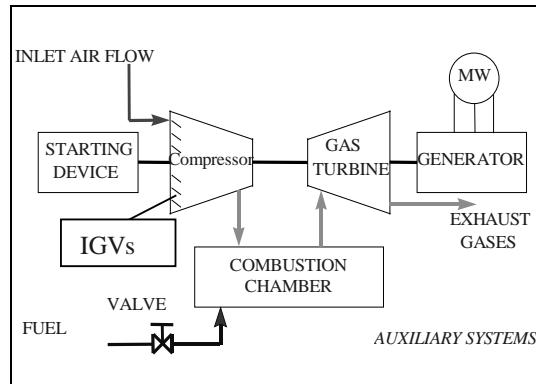 INLET AIR FLOW
MW
STARTING
DEVICE
Compressor
GAS
TURBINE
GENERATOR
IGVs
EXHAUST
GASES
COMBUSTION
CHAMBER
VALVE
FUEL
AUXILIARY SYSTEMS